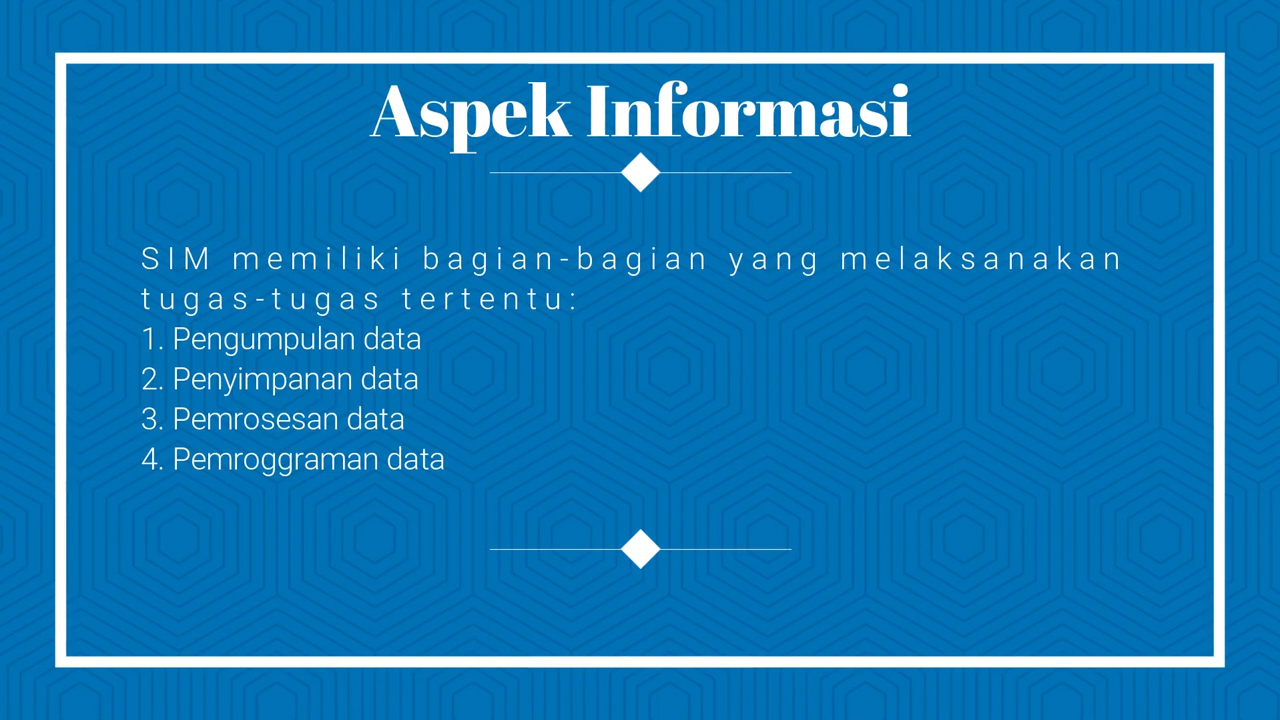 Aspek Informasi
SIM memiliki bagian-bagian yang melaksanakan
tugas-tugas tertentu:
1. Pengumpulan data
2. Penyimpanan data
3. Pemrosesan data
4. Pemroggraman data